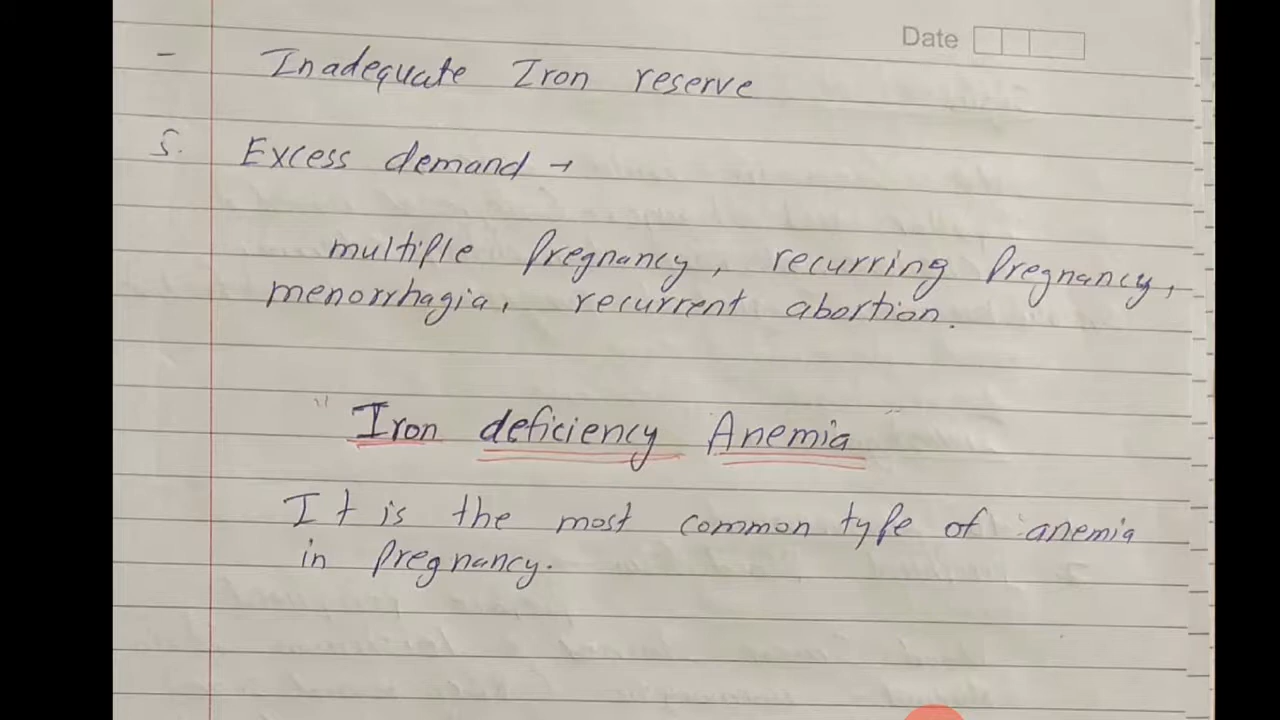 Date
- Inadequate Iron reserve
5. Excess demand →
multiple pregnancy, recurring pregnancy,
menorrhagia, recurrent abortion.
" Iron deficiency Anemia "
It is the most common type of anemia
in pregnancy.